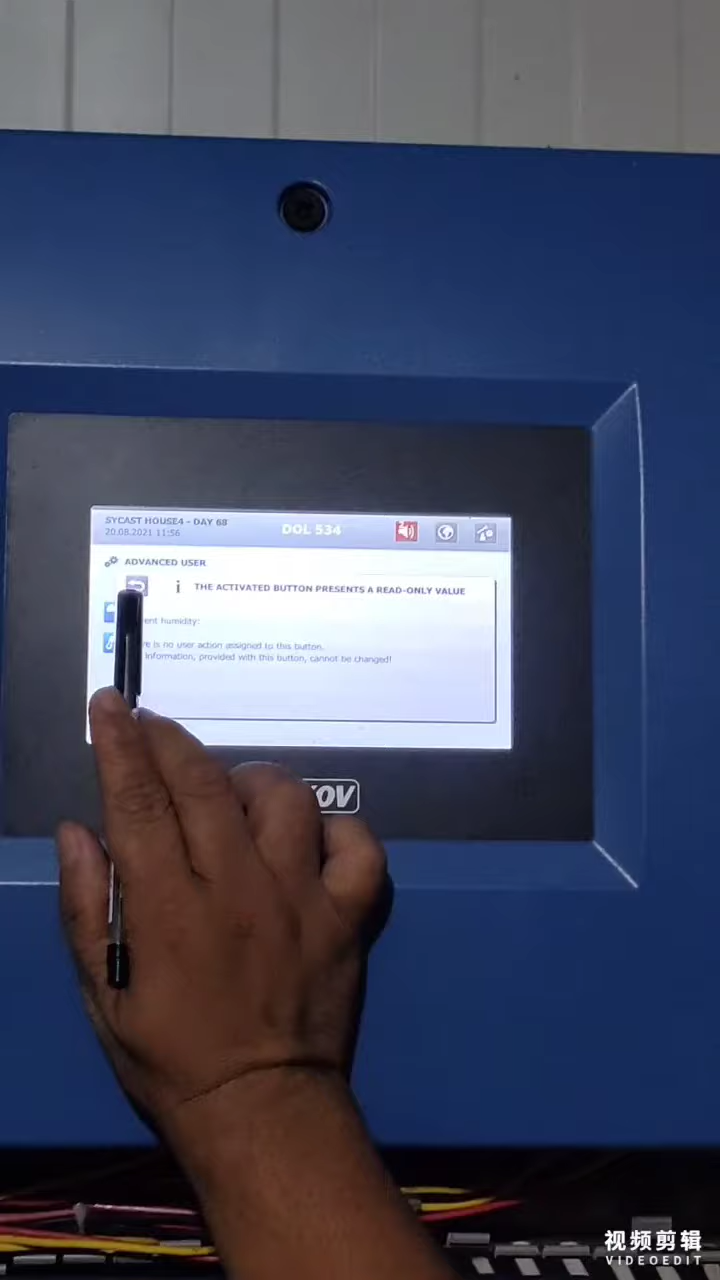 SYCAST HOUSE4 - DAY 68
20.08.2021 11:56
DOL 534
2
ADVANCED USER
i THE ACTIVATED BUTTON PRESENTS A READ-ONLY VALUE
humidity:
is no user action assigned to this button.
information, provided with this button, cannot be changed!
视频剪辑
VIDEOEDIT